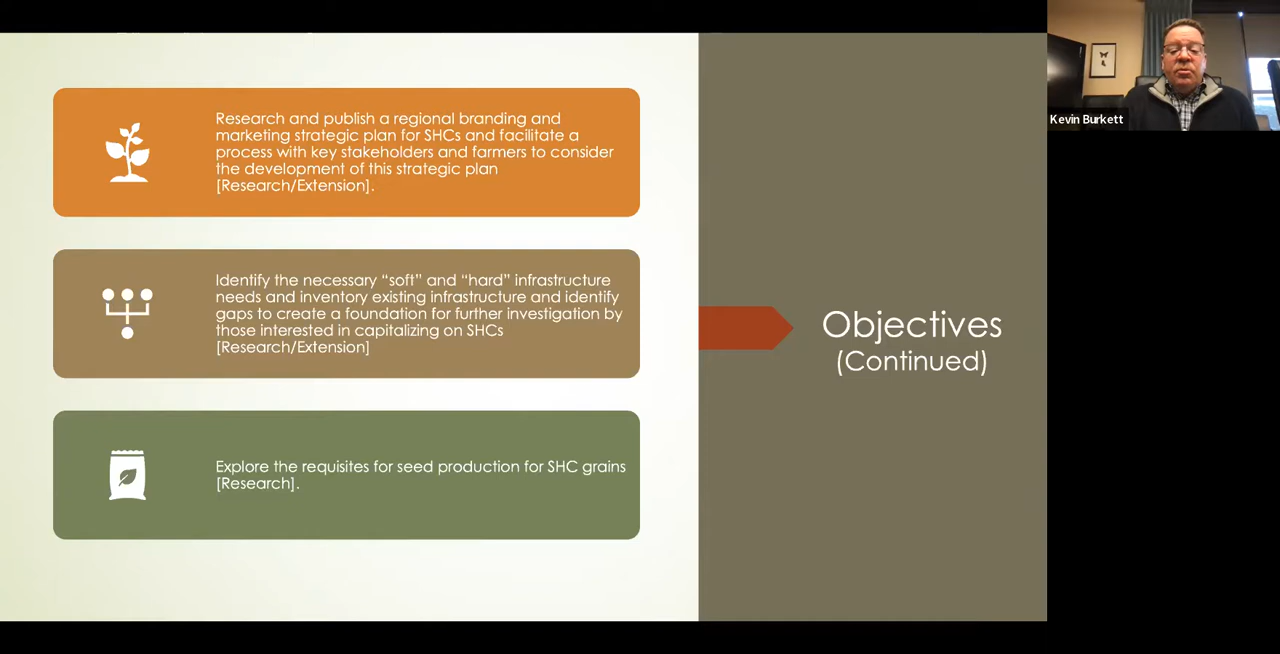 Research and publish a regional branding and
marketing strategic plan for SHCs and facilitate a
process with key stakeholders and farmers to consider
the development of this strategic plan
[Research/Extension].
Identify the necessary “soft” and “hard” infrastructure
needs and inventory existing infrastructure and identify
gaps to create a foundation for further investigation by
those interested in capitalizing on SHCs
[Research/Extension]
Explore the requisites for seed production for SHC grains
[Research].
Objectives
(Continued)
Kevin Burkett